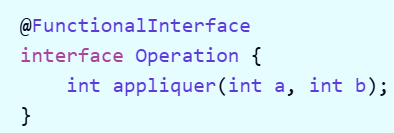 @FunctionalInterface
interface Operation {
    int appliquer(int a, int b);
}